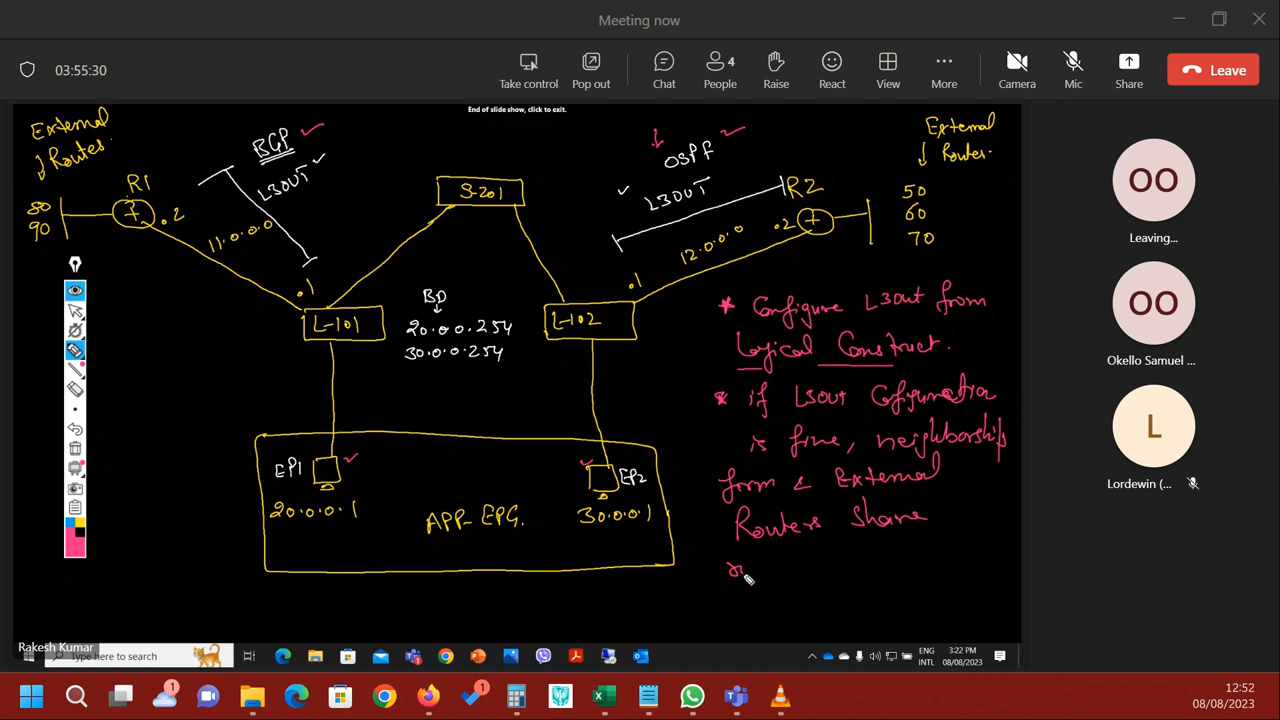 Meeting now
03:55:30
Take control
Pop out
Chat
4
People
Raise
React
View
More
Camera
Mic
Share
Leave
End of slide show, click to exit.
External
Routes.
R1
80
90
.2
11.0.0.0
BGP
L3OUT
.1
S-201
OSPF
L3OUT
R2
.2
12.0.0.0
.1
External
Routes.
50
60
70
L-101
BD
20.0.0.254
30.0.0.254
L-102
EP1
20.0.0.1
APP-EPG.
EP2
30.0.0.1
* Configure L3out from
Logical Construct.
* if L3out Cofiguration
is fine, neighborship
form & External
Routers Share
OO
Leaving...
OO
Okello Samuel ...
L
Lordewin (...
Rakesh Kumar
Type here to search
ENG
INTL
3:22 PM
08/08/2023
1
1
12:52
08/08/2023